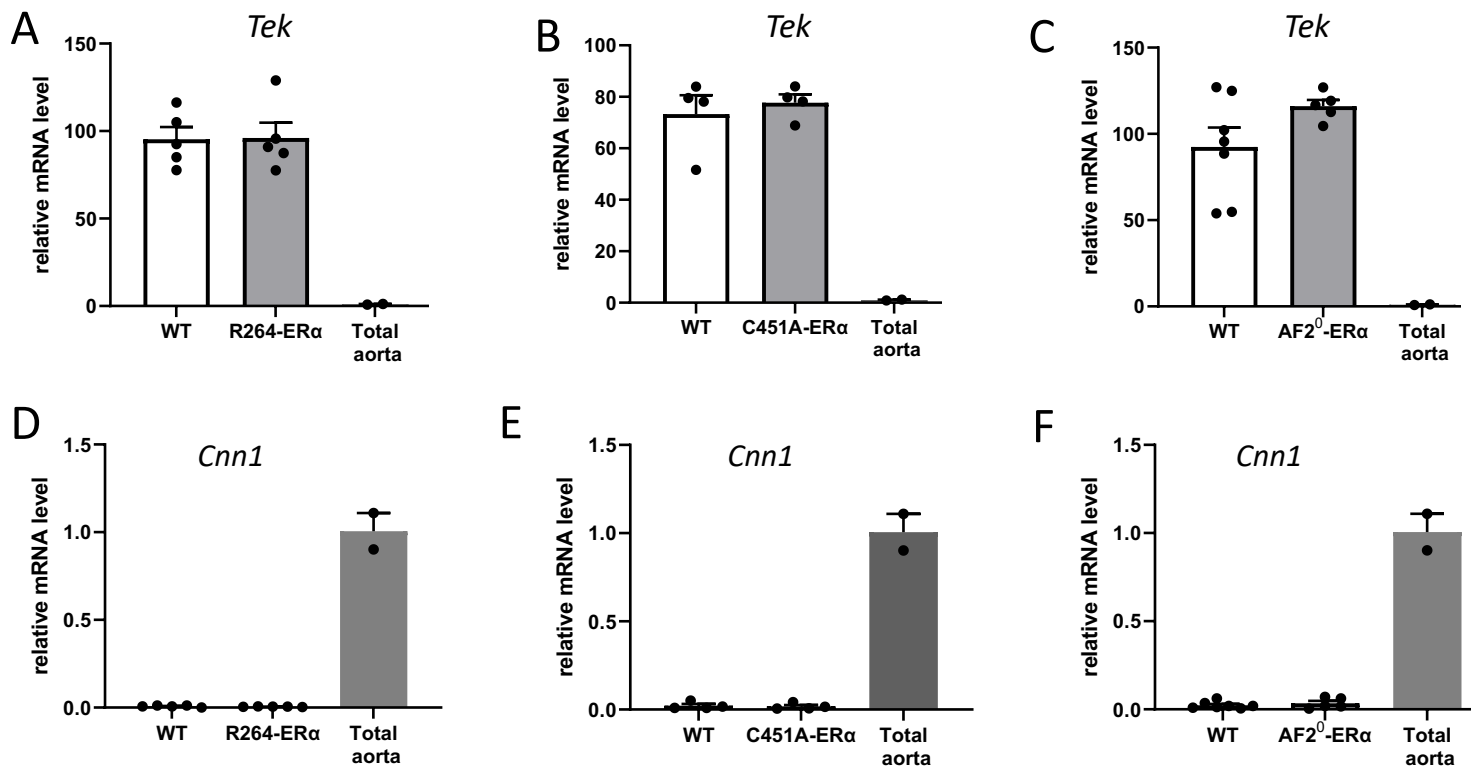 A
Tek
relative mRNA level
150
100
50
0
WT
R264-ERα
Total
aorta
B
Tek
relative mRNA level
100
80
60
40
20
0
WT
C451A-ERα
Total
aorta
C
Tek
relative mRNA level
150
100
50
0
WT
AF2⁰-ERα
Total
aorta
D
Cnn1
relative mRNA level
1.5
1.0
0.5
0.0
WT
R264-ERα
Total
aorta
E
Cnn1
relative mRNA level
1.5
1.0
0.5
0.0
WT
C451A-ERα
Total
aorta
F
Cnn1
relative mRNA level
1.5
1.0
0.5
0.0
WT
AF2⁰-ERα
Total
aorta